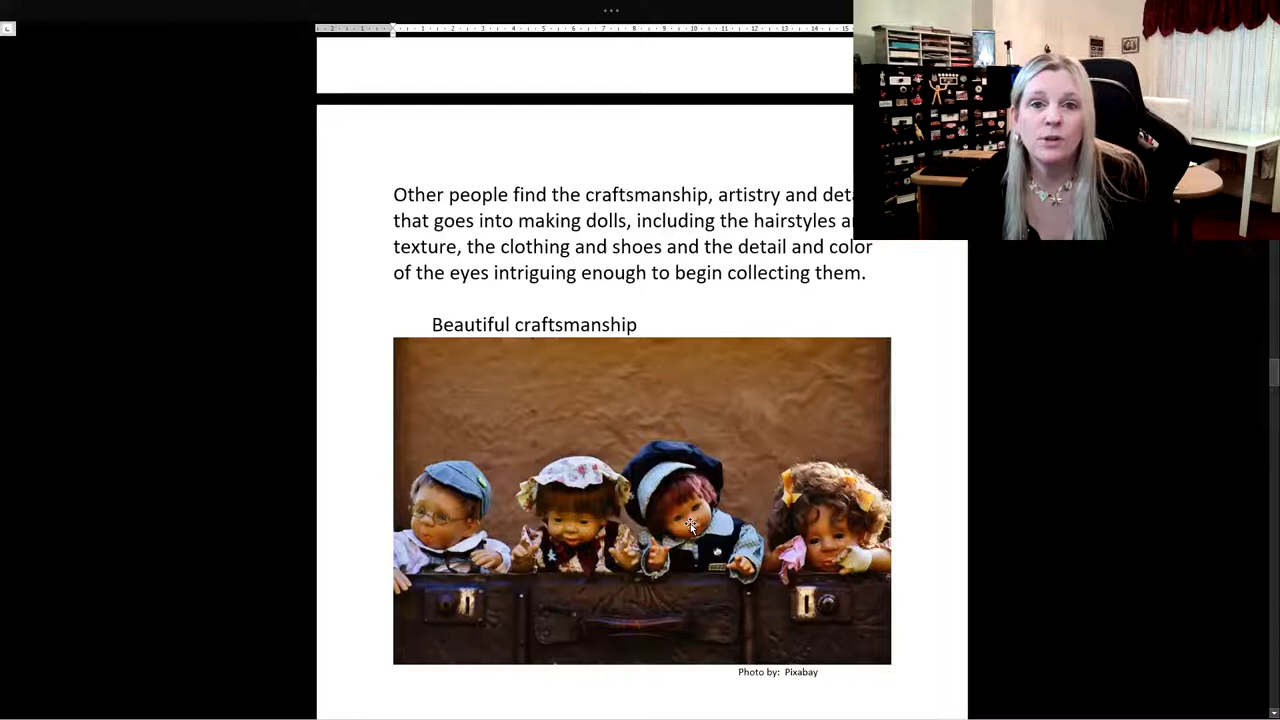 Other people find the craftsmanship, artistry and
that goes into making dolls, including the hairstyles
texture, the clothing and shoes and the detail and color
of the eyes intriguing enough to begin collecting them.
Beautiful craftsmanship
Photo by: Pixabay